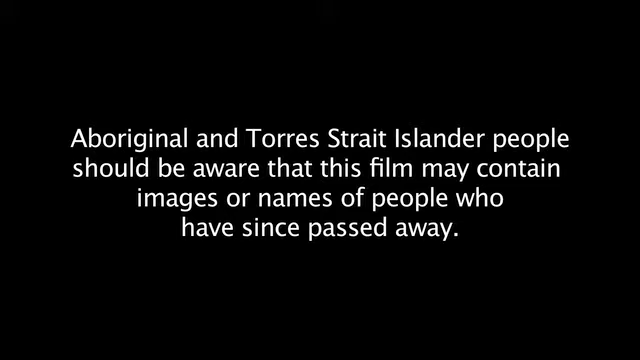 Aboriginal and Torres Strait Islander people
should be aware that this film may contain
images or names of people who
have since passed away.